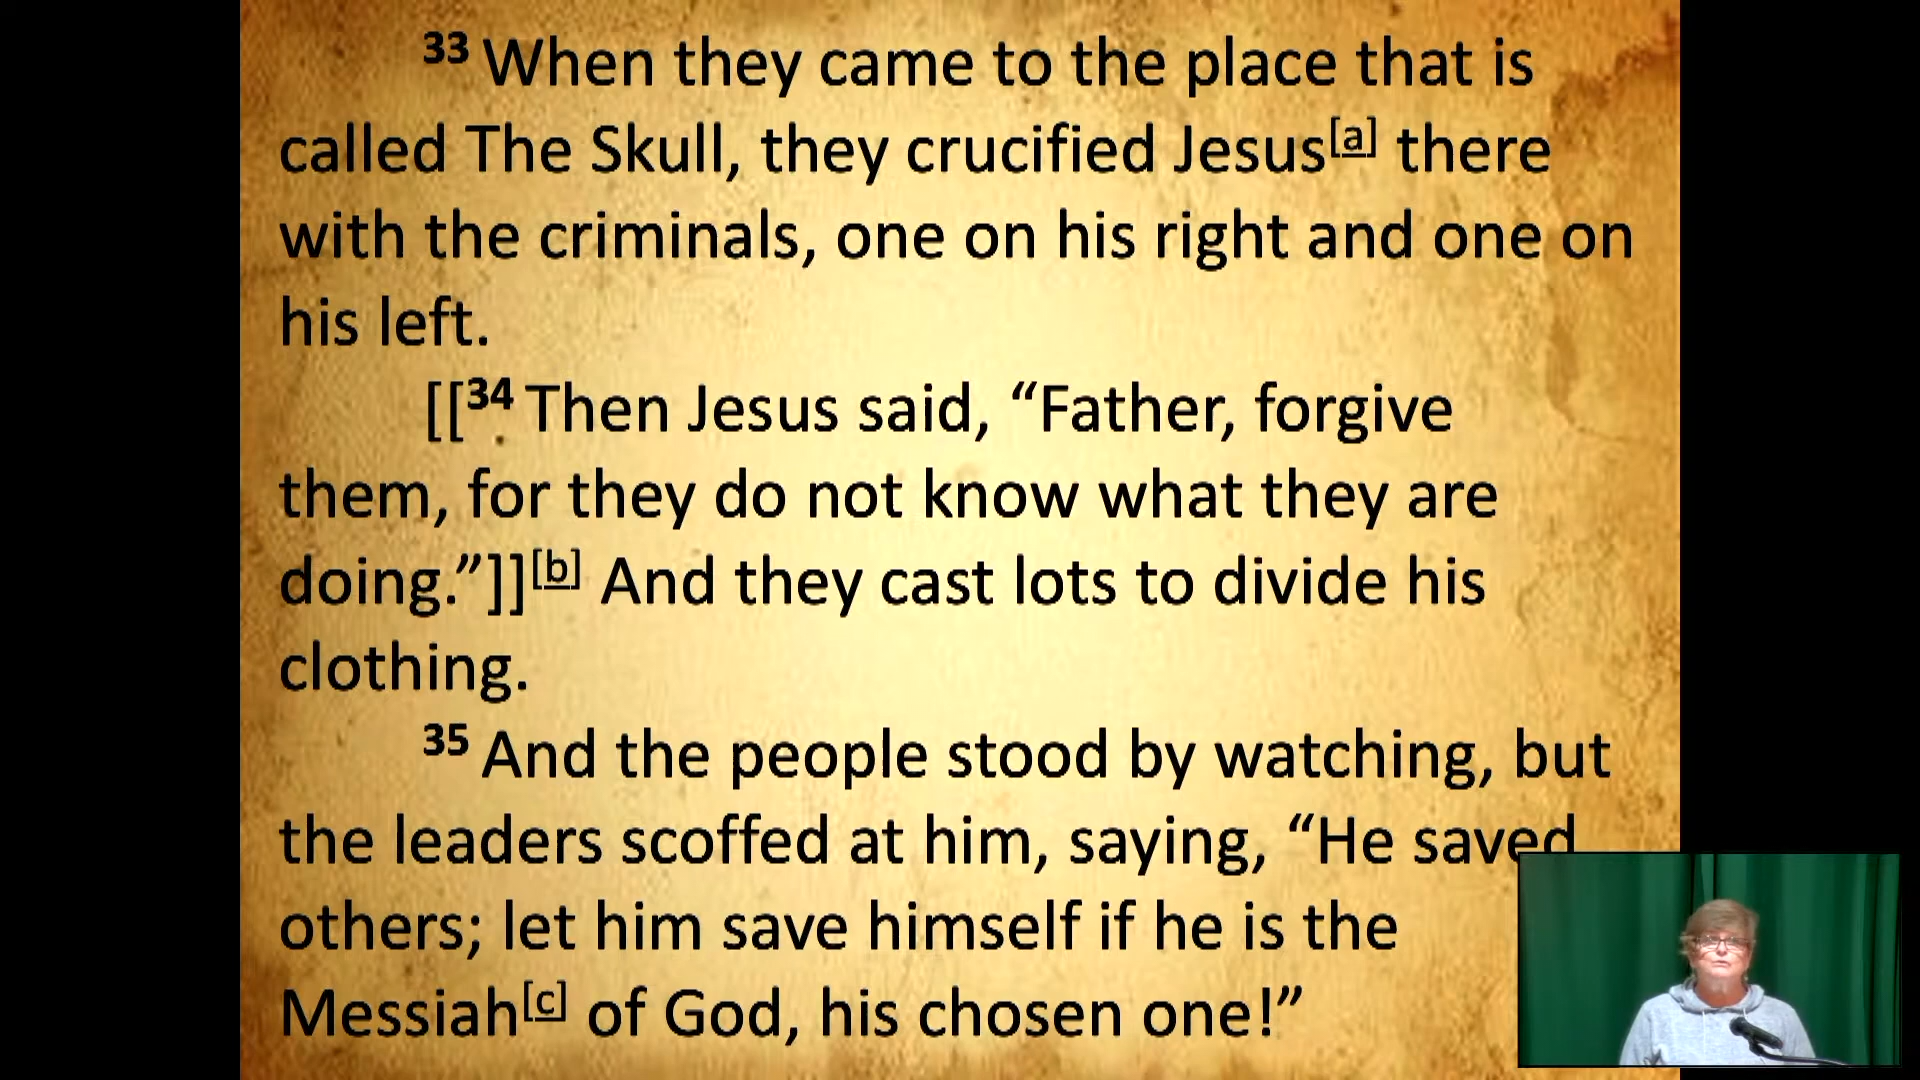 33 When they came to the place that is
called The Skull, they crucified Jesus[a] there
with the criminals, one on his right and one on
his left.
[[34 Then Jesus said, “Father, forgive
them, for they do not know what they are
doing.”]][b] And they cast lots to divide his
clothing.
35 And the people stood by watching, but
the leaders scoffed at him, saying, “He saved
others; let him save himself if he is the
Messiah[c] of God, his chosen one!”